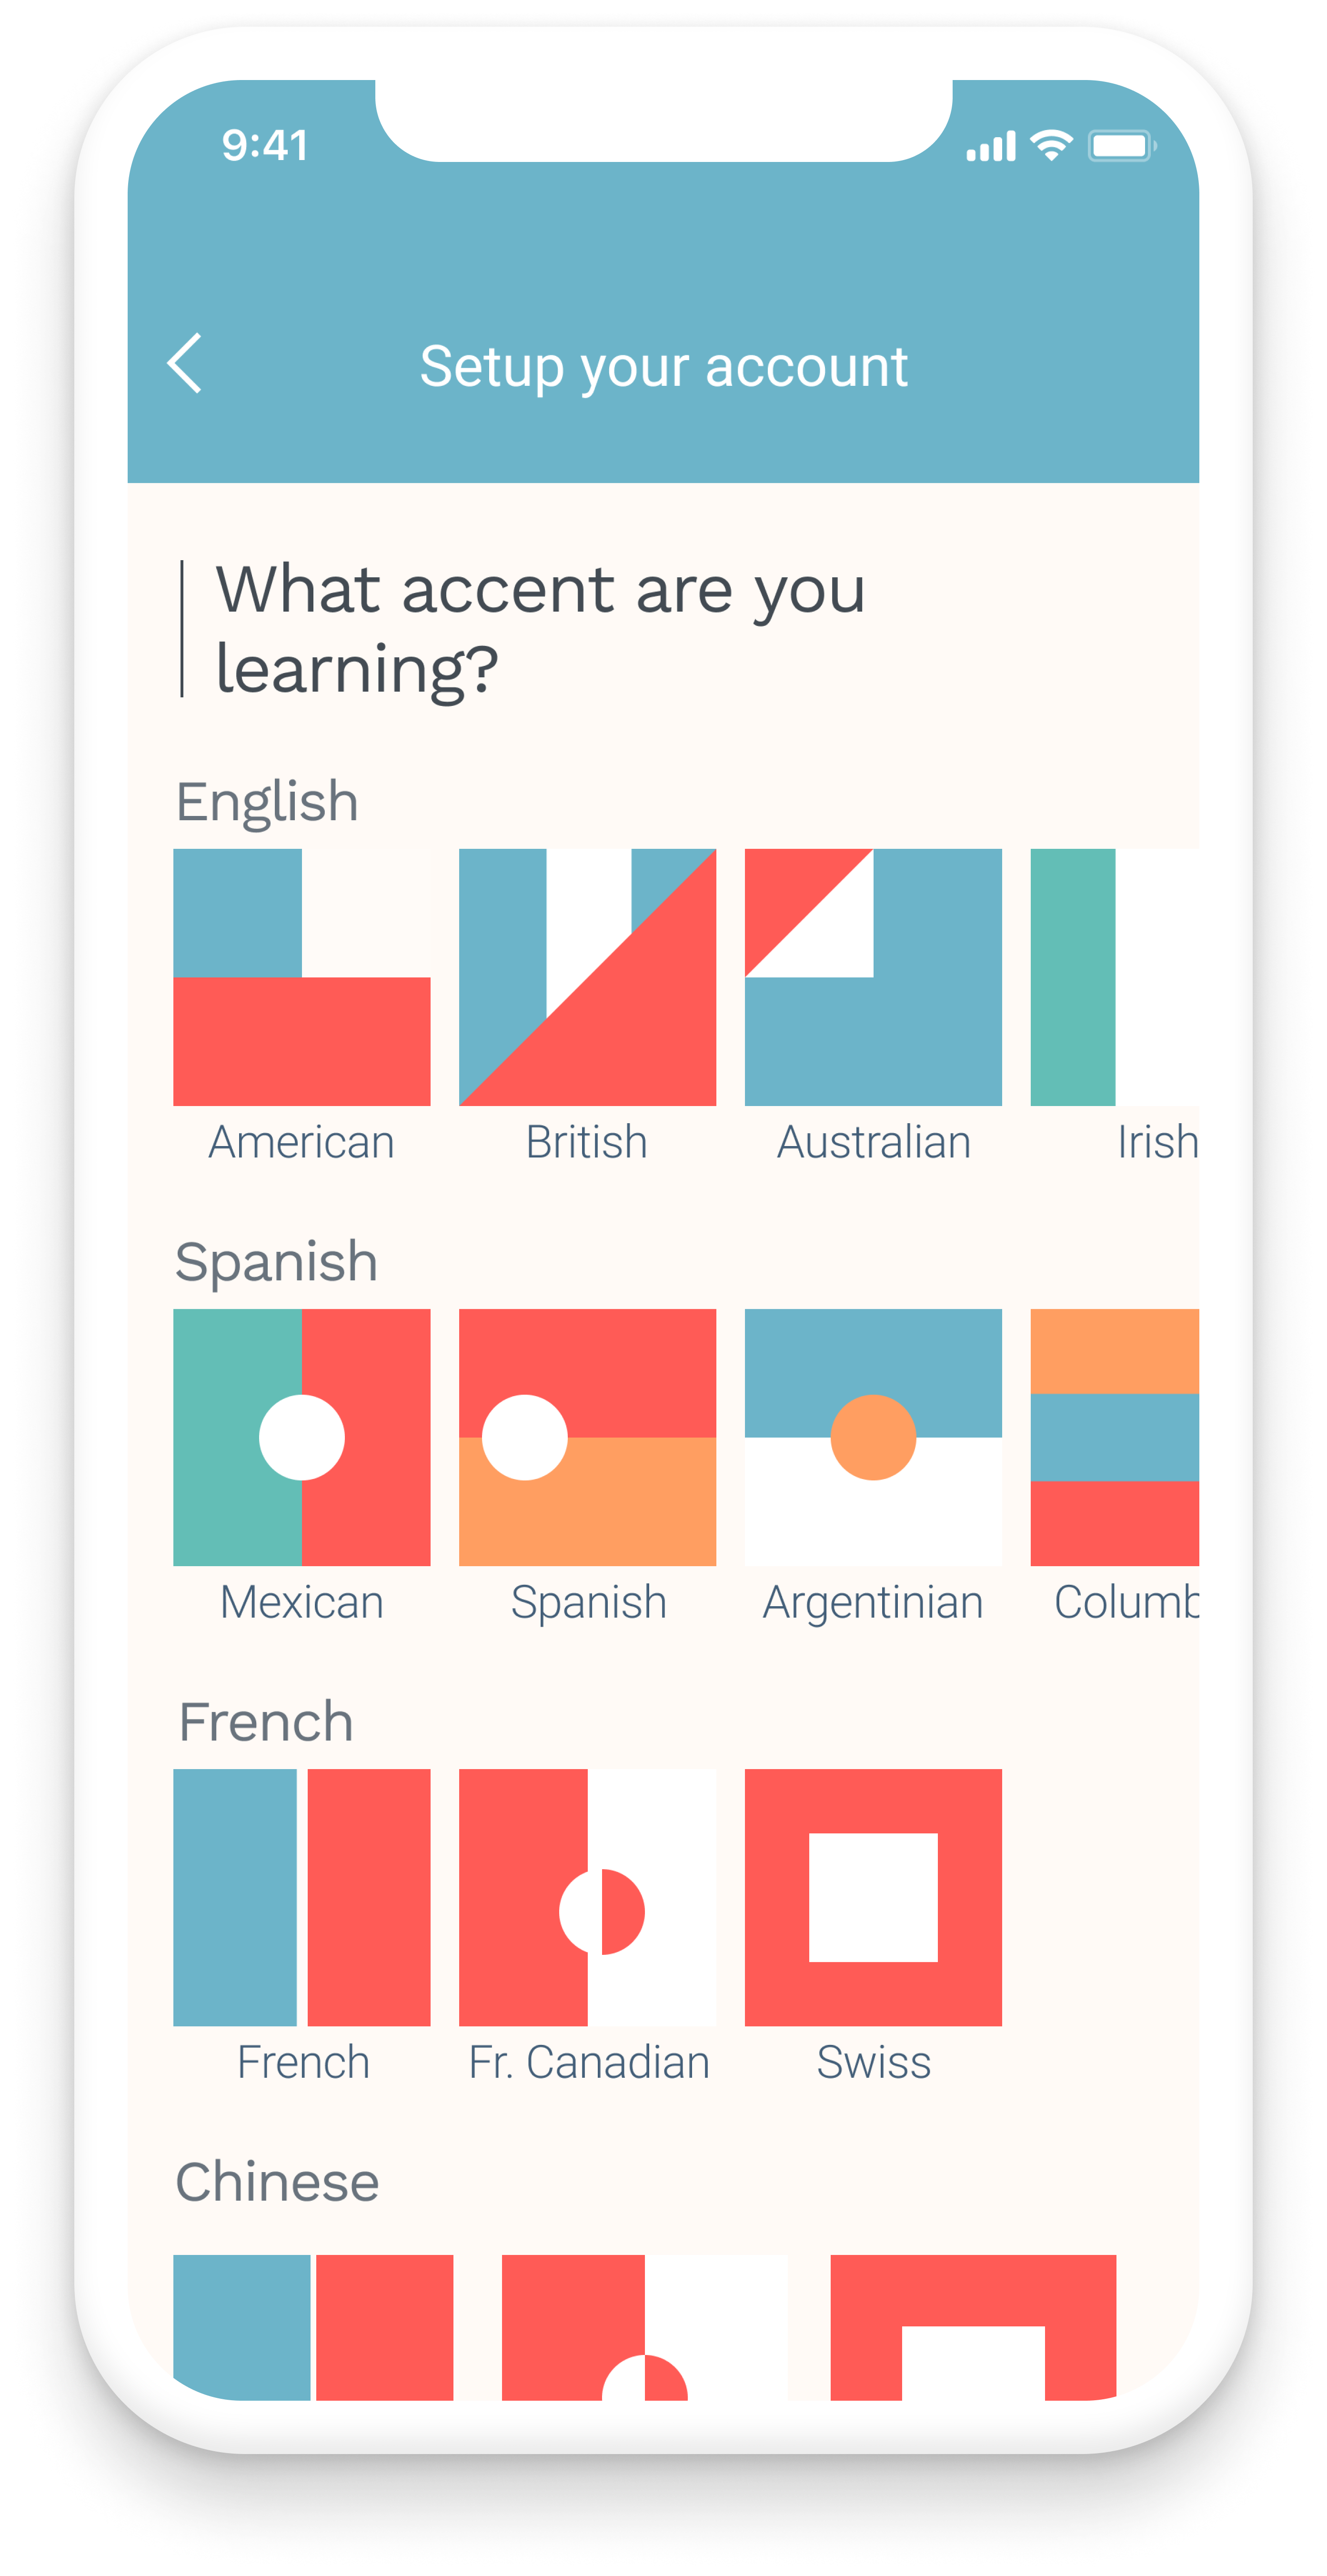 9:41
Setup your account
What accent are you
learning?
English
American British Australian Irish
Spanish
Mexican Spanish Argentinian Columb
French
French Fr. Canadian Swiss
Chinese